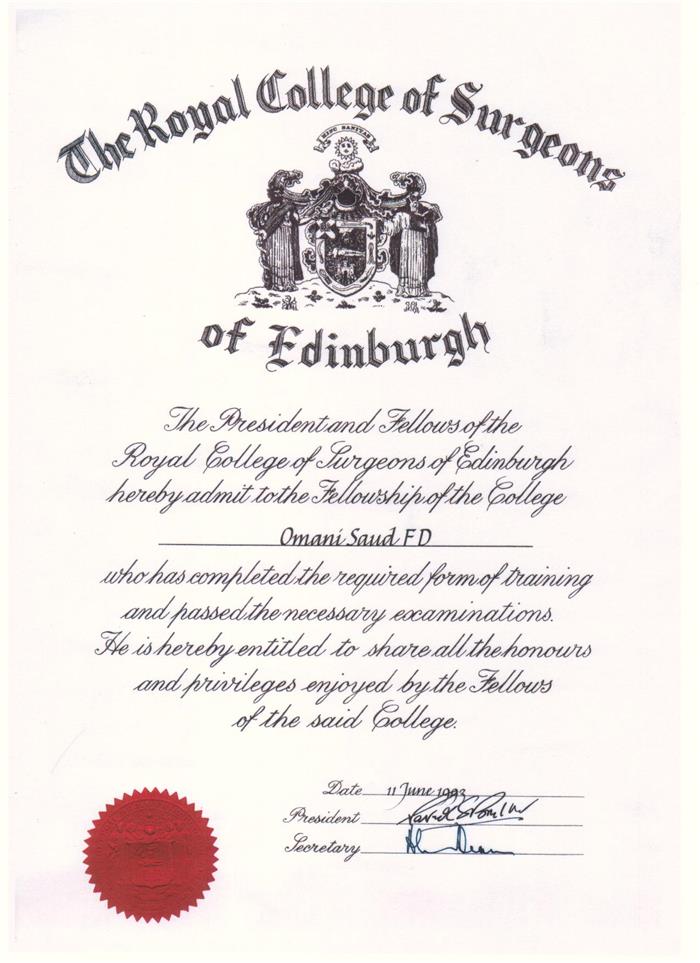 The Royal College of Surgeons
HINC SANITAS
of Edinburgh
The President and Fellows of the
Royal College of Surgeons of Edinburgh
hereby admit to the Fellowship of the College
Omani Saud FD
who has completed the required form of training
and passed the necessary examinations.
He is hereby entitled to share all the honours
and privileges enjoyed by the Fellows
of the said College.
Date 11 June 1993
President
Secretary